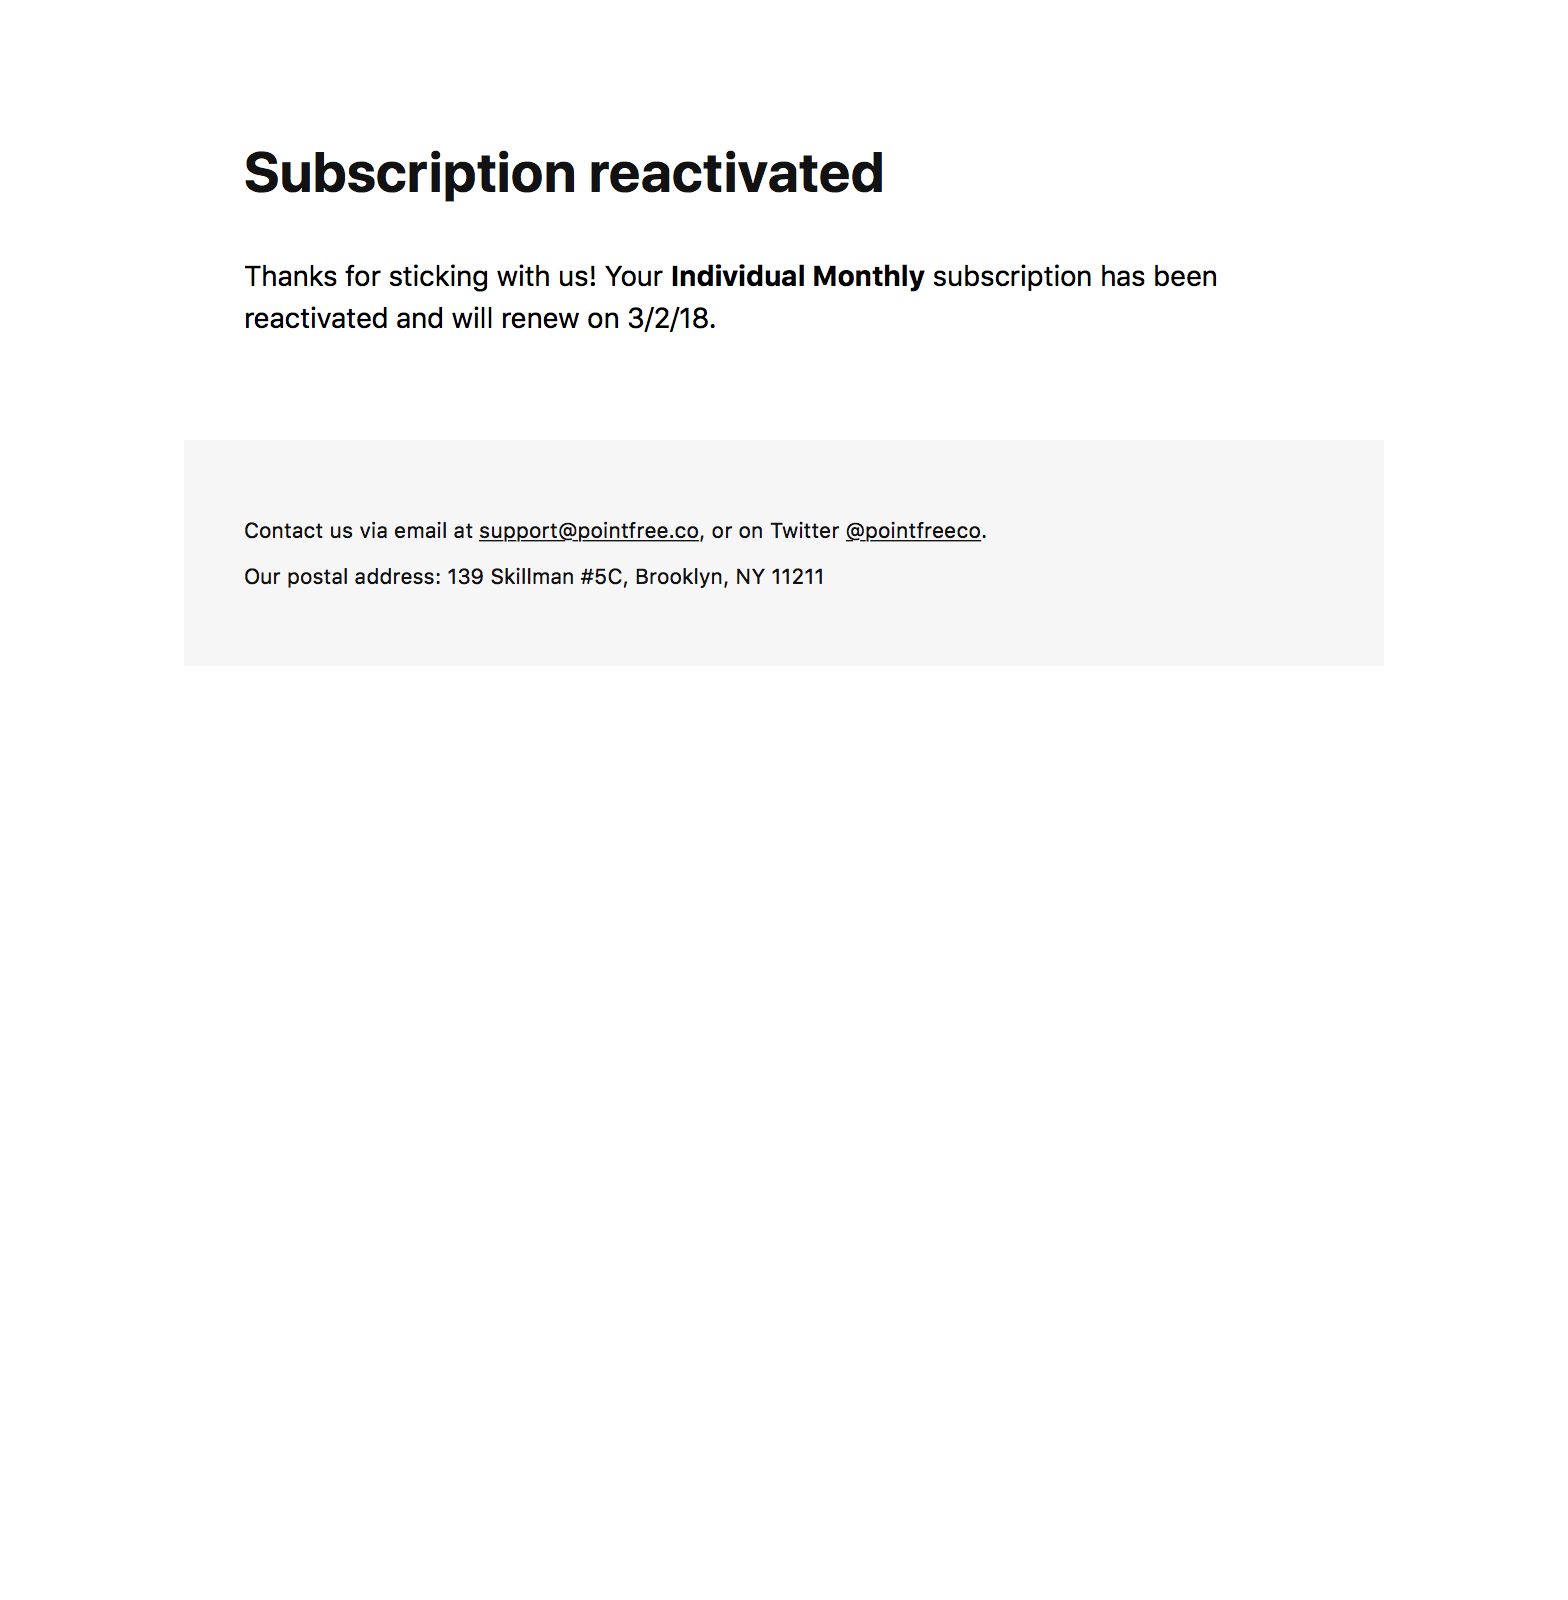 Subscription reactivated
Thanks for sticking with us! Your Individual Monthly subscription has been
reactivated and will renew on 3/2/18.
Contact us via email at support@pointfree.co, or on Twitter @pointfreeco.
Our postal address: 139 Skillman #5C, Brooklyn, NY 11211